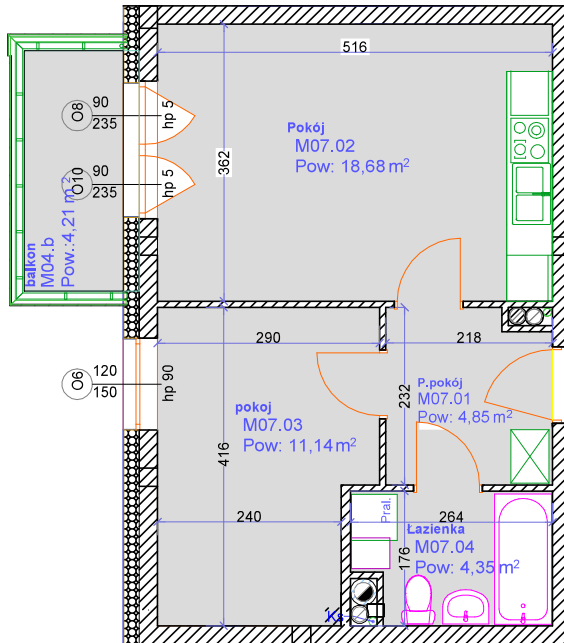 516
O8
90
235
hp 5
Pokój
M07.02
Pow: 18,68 m²
362
O10
90
235
hp 5
balkon
M04.b
Pow.:4,21 m²
290
218
O6
120
150
hp 90
232
P.pokój
M07.01
Pow: 4,85 m²
pokoj
M07.03
Pow: 11,14 m²
416
240
Pral.
264
Łazienka
M07.04
Pow: 4,35 m²
176
Ks